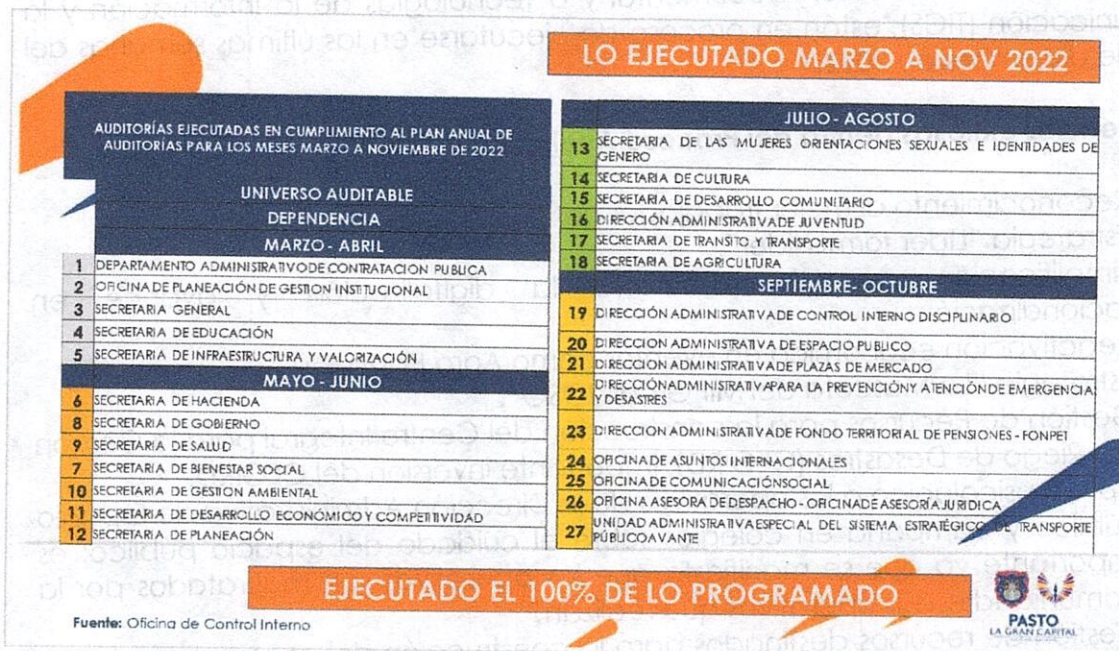 LO EJECUTADO MARZO A NOV 2022
AUDITORÍAS EJECUTADAS EN CUMPLIMIENTO AL PLAN ANUAL DE
AUDITORÍAS PARA LOS MESES MARZO A NOVIEMBRE DE 2022
UNIVERSO AUDITABLE
DEPENDENCIA
MARZO - ABRIL
1 DEPARTAMENTO ADMINISTRATIVO DE CONTRATACION PUBLICA
2 OFICINA DE PLANEACIÓN DE GESTION INSTITUCIONAL
3 SECRETARIA GENERAL
4 SECRETARIA DE EDUCACIÓN
5 SECRETARIA DE INFRAESTRUCTURA Y VALORIZACIÓN
MAYO - JUNIO
6 SECRETARIA DE HACIENDA
8 SECRETARIA DE GOBIERNO
9 SECRETARIA DE SALUD
7 SECRETARIA DE BIENESTAR SOCIAL
10 SECRETARIA DE GESTION AMBIENTAL
11 SECRETARIA DE DESARROLLO ECONÓMICO Y COMPETITIVIDAD
12 SECRETARIA DE PLANEACIÓN
JULIO - AGOSTO
13 SECRETARIA DE LAS MUJERES ORIENTACIONES SEXUALES E IDENTIDADES DE
GENERO
14 SECRETARIA DE CULTURA
15 SECRETARIA DE DESARROLLO COMUNITARIO
16 DIRECCIÓN ADMINISTRATIVA DE JUVENTUD
17 SECRETARIA DE TRANSITO Y TRANSPORTE
18 SECRETARIA DE AGRICULTURA
SEPTIEMBRE- OCTUBRE
19 DIRECCIÓN ADMINISTRATIVA DE CONTROL INTERNO DISCIPLINARIO
20 DIRECCIÓN ADMINISTRATIVA DE ESPACIO PUBLICO
21 DIRECCIÓN ADMINISTRATIVA DE PLAZAS DE MERCADO
22 DIRECCIÓN ADMINISTRATIVA PARA LA PREVENCIÓN Y ATENCIÓN DE EMERGENCIA
Y DESASTRES
23 DIRECCION ADMINISTRATIVA DE FONDO TERRITORIAL DE PENSIONES - FONPET
24 OFICINA DE ASUNTOS INTERNACIONALES
25 OFICINA DE COMUNICACIÓN SOCIAL
26 OFICINA ASESORA DE DESPACHO - OFICINA DE ASESORÍA JURIDICA
27 UNIDAD ADMINISTRATIVA ESPECIAL DEL SISTEMA ESTRATÉGICO DE TRANSPORTE
PÚBLICO AVANTE
EJECUTADO EL 100% DE LO PROGRAMADO
Fuente: Oficina de Control Interno
PASTO
LA GRAN CAPITAL